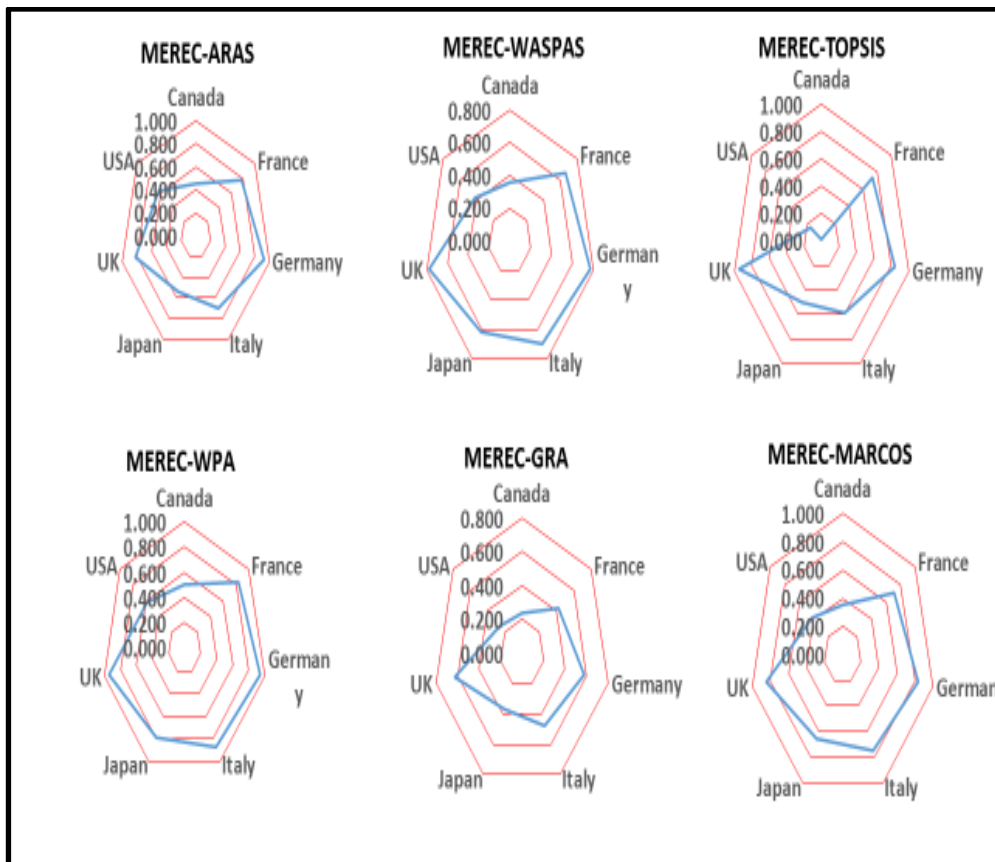 MEREC-ARAS
Canada
1.000
0.800
0.600
0.400
0.200
0.000
USA
France
UK
Germany
Japan
Italy
MEREC-WASPAS
Canada
0.800
0.600
0.400
0.200
0.000
USA
France
UK
German
y
Japan
Italy
MEREC-TOPSIS
Canada
1.000
0.800
0.600
0.400
0.200
0.000
USA
France
UK
Germany
Japan
Italy
MEREC-WPA
Canada
1.000
0.800
0.600
0.400
0.200
0.000
USA
France
UK
German
y
Japan
Italy
MEREC-GRA
Canada
0.800
0.600
0.400
0.200
0.000
USA
France
UK
Germany
Japan
Italy
MEREC-MARCOS
Canada
1.000
0.800
0.600
0.400
0.200
0.000
USA
France
UK
German
Japan
Italy